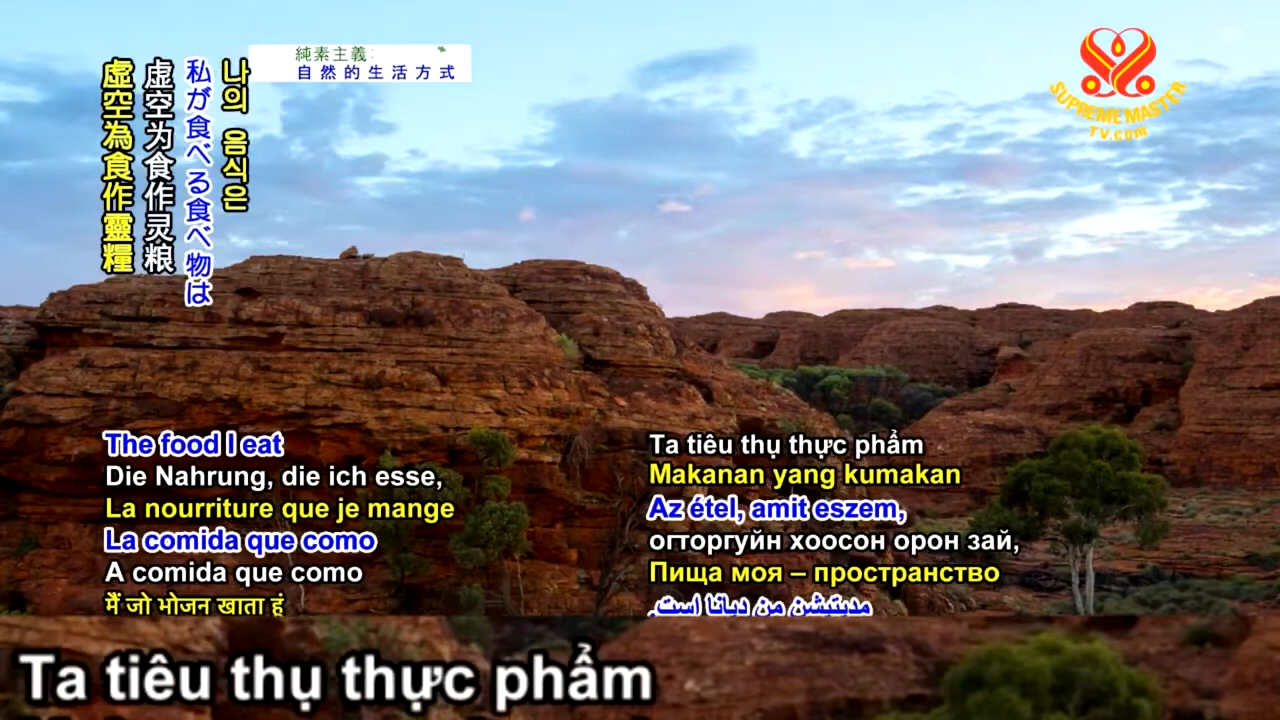 純素主義:
自然的生活方式
SUPREME MASTER
TV.COM
나의 음식은
私が食べる食べ物は
虚空为食作灵粮
虛空為食作靈糧
The food I eat
Die Nahrung, die ich esse,
La nourriture que je mange
La comida que como
A comida que como
मैं जो भोजन खाता हूं
Ta tiêu thụ thực phẩm
Makanan yang kumakan
Az étel, amit eszem,
огторгуйн хоосон орон зай,
Пища моя – пространство
مدیتیشن من دیانا است.
Ta tiêu thụ thực phẩm